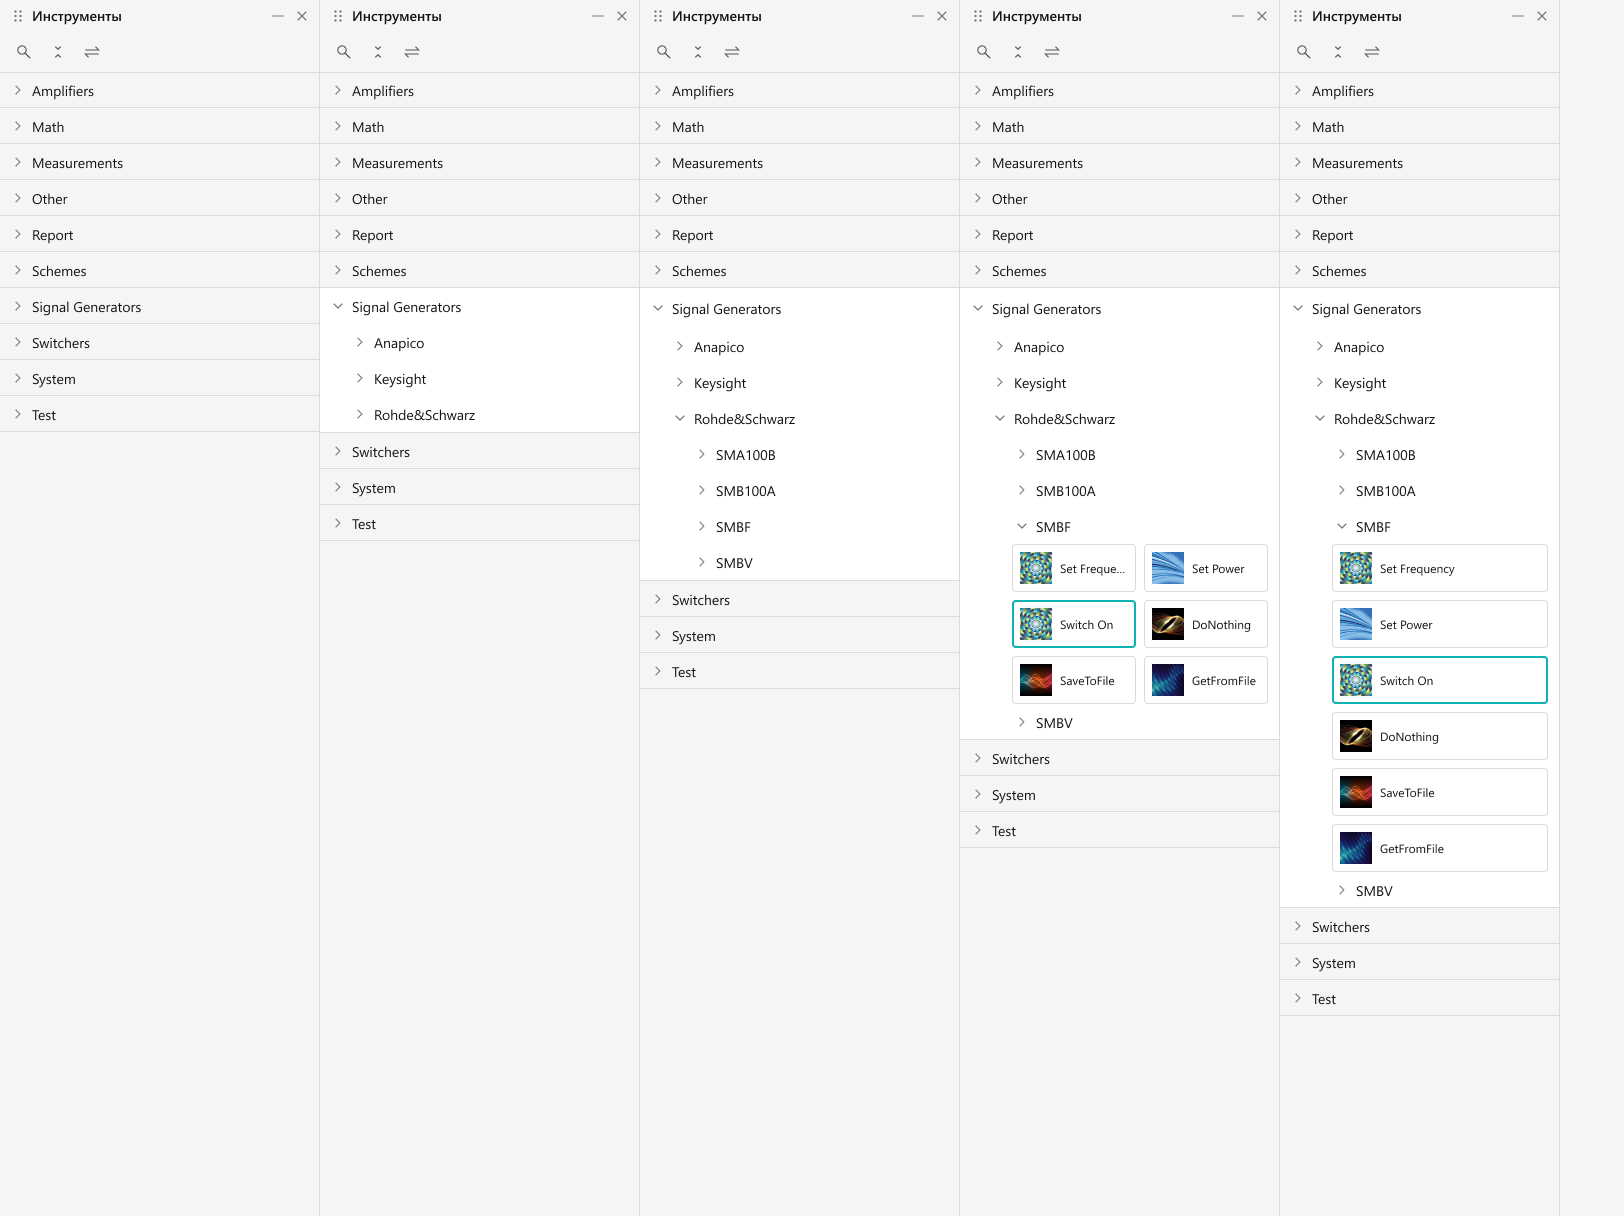 Инструменты
Amplifiers
Math
Measurements
Other
Report
Schemes
Signal Generators
Switchers
System
Test
Инструменты
Amplifiers
Math
Measurements
Other
Report
Schemes
Signal Generators
Anapico
Keysight
Rohde&Schwarz
Switchers
System
Test
Инструменты
Amplifiers
Math
Measurements
Other
Report
Schemes
Signal Generators
Anapico
Keysight
Rohde&Schwarz
SMA100B
SMB100A
SMBF
SMBV
Switchers
System
Test
Инструменты
Amplifiers
Math
Measurements
Other
Report
Schemes
Signal Generators
Anapico
Keysight
Rohde&Schwarz
SMA100B
SMB100A
SMBF
Set Freque... Set Power
Switch On DoNothing
SaveToFile GetFromFile
SMBV
Switchers
System
Test
Инструменты
Amplifiers
Math
Measurements
Other
Report
Schemes
Signal Generators
Anapico
Keysight
Rohde&Schwarz
SMA100B
SMB100A
SMBF
Set Frequency
Set Power
Switch On
DoNothing
SaveToFile
GetFromFile
SMBV
Switchers
System
Test